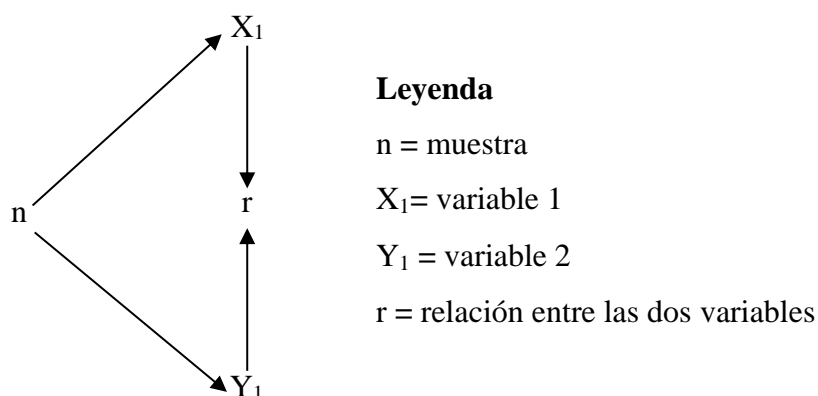 X₁
Leyenda
n = muestra
X₁= variable 1
n
r
Y₁ = variable 2
r = relación entre las dos variables
Y₁